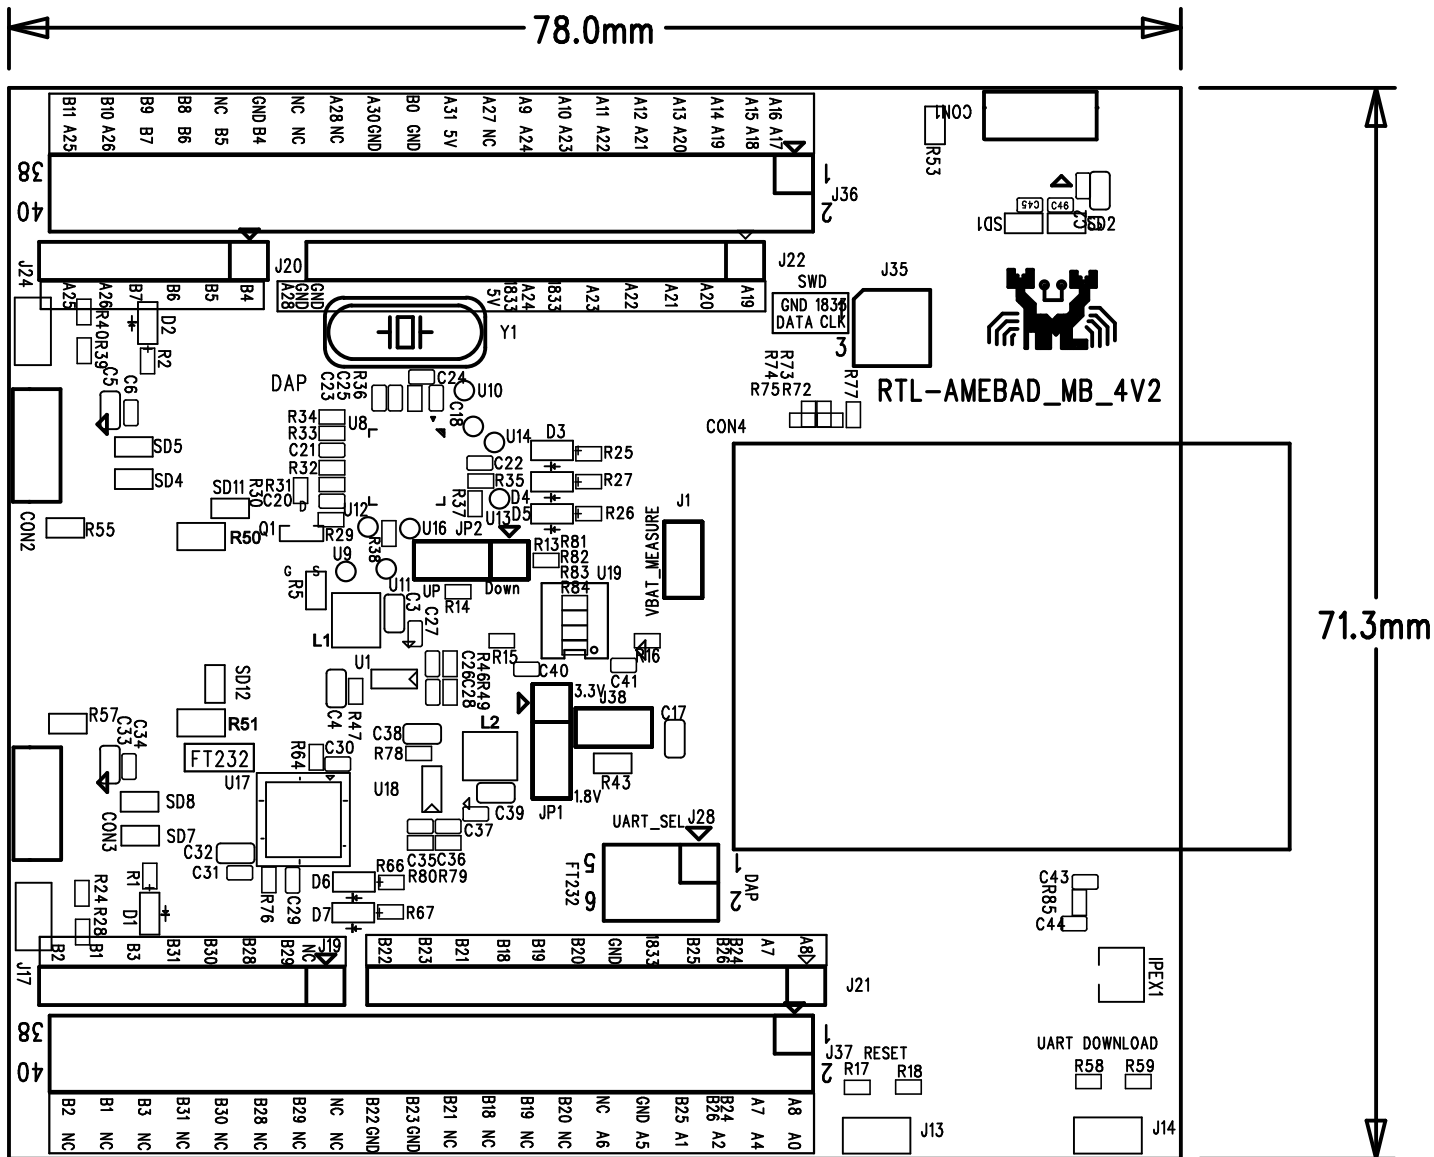 78.0mm
B11 B10 B9 B8 NC GND NC A28 A30 B0 A31 A27 A9 A10 A11 A12 A13 A14 A15 A16
A25 A26 B7 B6 B5 B4 NC NC GND GND 5V NC A24 A23 A22 A21 A20 A19 A18 A17
CON1
R53
38
1
40
2
J36
C45 C46
SD1
SD2
J24
J20
J22
A25 A26 B7 B6 B5 B4
A28 GND GND 5V 1833 A24 1833 A23 A22 A21 A20 A19
SWD
GND 1833
DATA CLK
3
J35
R40
R39
D2
R2
Y1
RTL-AMEBAD_MB_4V2
DAP
C23
C25
R36
C24
U10
C18
R74
R73
R75
R72
R77
CON4
C5
C6
SD5
SD4
CON2
R34
U8
R33
C21
R32
R31
C20
R30
SD11
U14
C22
R35
R37
U13
D3
R25
D4
R27
D5
R26
R55
R50
Q1
D
G
S
R29
U12
U16
JP2
R38
U9
U11
UP
Down
R14
R13
R81
R82
R83
R84
U19
J1
VBAT_MEASURE
R5
L1
C3
C27
U1
R15
C40
R16
C41
C26
R46
C28
R49
SD12
R57
R51
C33
C34
C4
R47
C38
R78
L2
3.3V
J38
C17
R43
JP1
1.8V
FT232
U17
R64
C30
U18
C39
C37
71.3mm
SD8
SD7
CON3
C32
C31
R76
C29
C35
C36
R80
R79
UART_SEL
J28
5
6
FT232
1
2
DAP
R1
D1
R24
R28
D6
R66
D7
R67
C43
R85
C44
IPEX1
J17
J19
J21
B2 B1 B3 B31 B30 B28 B29 NC
B22 B23 B21 B18 B19 B20 GND 1833 B25 B26 B24 A7 A8
38
1
40
2
J37
RESET
R17
R18
J13
UART DOWNLOAD
R58
R59
J14
B2 B1 B3 B31 B30 B28 B29 NC B22 B23 B21 B18 B19 B20 NC GND B25 B26 B24 A7 A8
NC NC NC NC NC NC NC NC GND GND NC NC NC NC A6 A5 A1 A2 A4 A0